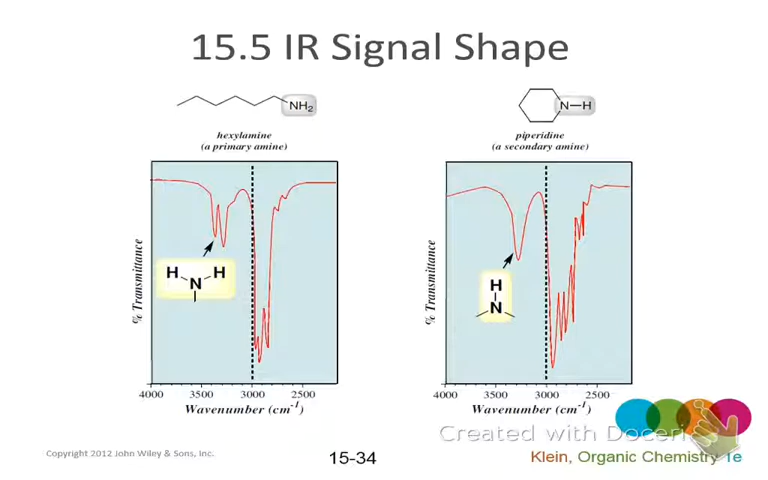 15.5 IR Signal Shape
NH2
N—H
hexylamine
(a primary amine)
piperidine
(a secondary amine)
% Transmittance
H H
N
4000 3500 3000 2500
Wavenumber (cm-1)
% Transmittance
H
N
4000 3500 3000 2500
Wavenumber (cm-1)
Created with Doceri
Copyright 2012 John Wiley & Sons, Inc.
15-34
Klein, Organic Chemistry 1e